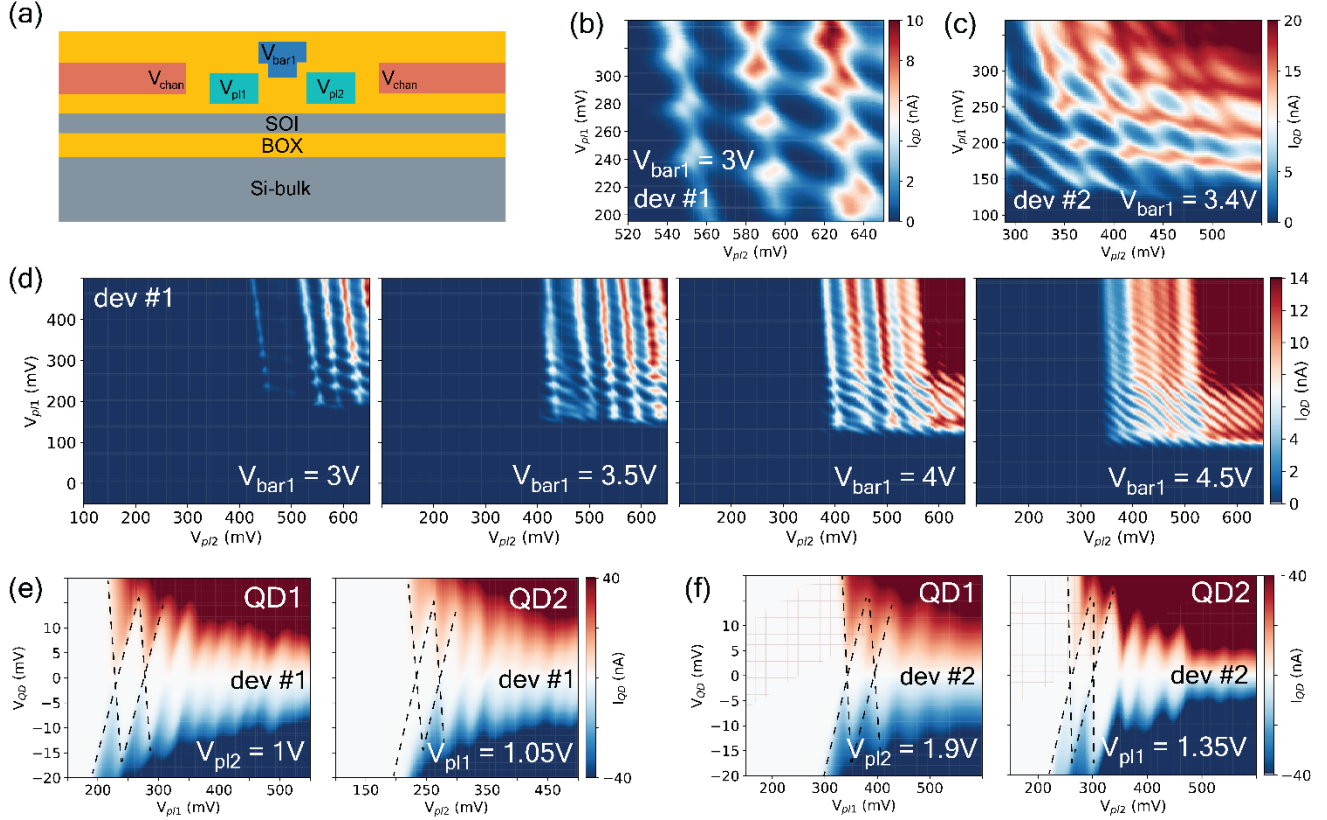 (a)
V_bar1
V_chan
V_pl1
V_pl2
V_chan
SOI
BOX
Si-bulk
(b)
V_pl1 (mV)
320
300
280
260
240
220
200
V_bar1 = 3V
dev #1
520 540 560 580 600 620 640
V_pl2 (mV)
10
8
6
4
2
0
I_QD (nA)
(c)
V_pl1 (mV)
350
300
250
200
150
100
dev #2
V_bar1 = 3.4V
300 350 400 450 500
V_pl2 (mV)
20
15
10
5
0
I_QD (nA)
(d)
dev #1
V_pl1 (mV)
400
300
200
100
0
V_bar1 = 3V
100 200 300 400 500 600
V_pl2 (mV)
V_bar1 = 3.5V
200 300 400 500 600
V_pl2 (mV)
V_bar1 = 4V
200 300 400 500 600
V_pl2 (mV)
V_bar1 = 4.5V
200 300 400 500 600
V_pl2 (mV)
14
12
10
8
6
4
2
0
I_QD (nA)
(e)
QD1
V_QD (mV)
15
10
5
0
−5
−10
−15
−20
dev #1
V_pl2 = 1V
200 300 400 500
V_pl1 (mV)
QD2
dev #1
V_pl1 = 1.05V
150 250 350 450
V_pl2 (mV)
40
−40
I_QD (nA)
(f)
QD1
15
10
5
0
−5
−10
−15
−20
dev #2
V_pl2 = 1.9V
200 300 400 500
V_pl1 (mV)
QD2
dev #2
V_pl1 = 1.35V
200 300 400 500
V_pl2 (mV)
40
−40
I_QD (nA)